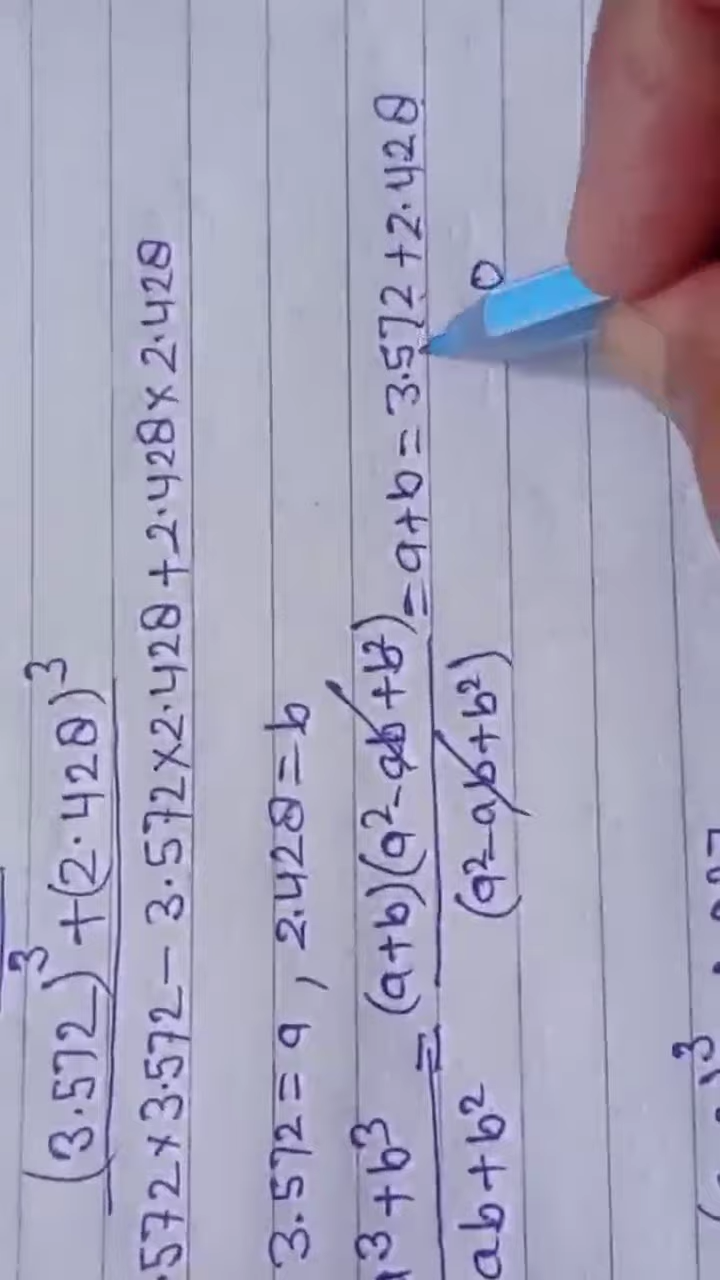 (3.572)³ + (2.428)³
572×3.572 − 3.572×2.428 + 2.428×2.428
3.572 = a , 2.428 = b
³ + b³ = (a+b)(a² − ab + b²) = a+b = 3.572 + 2.428
ab + b² (a² − ab + b²) 0